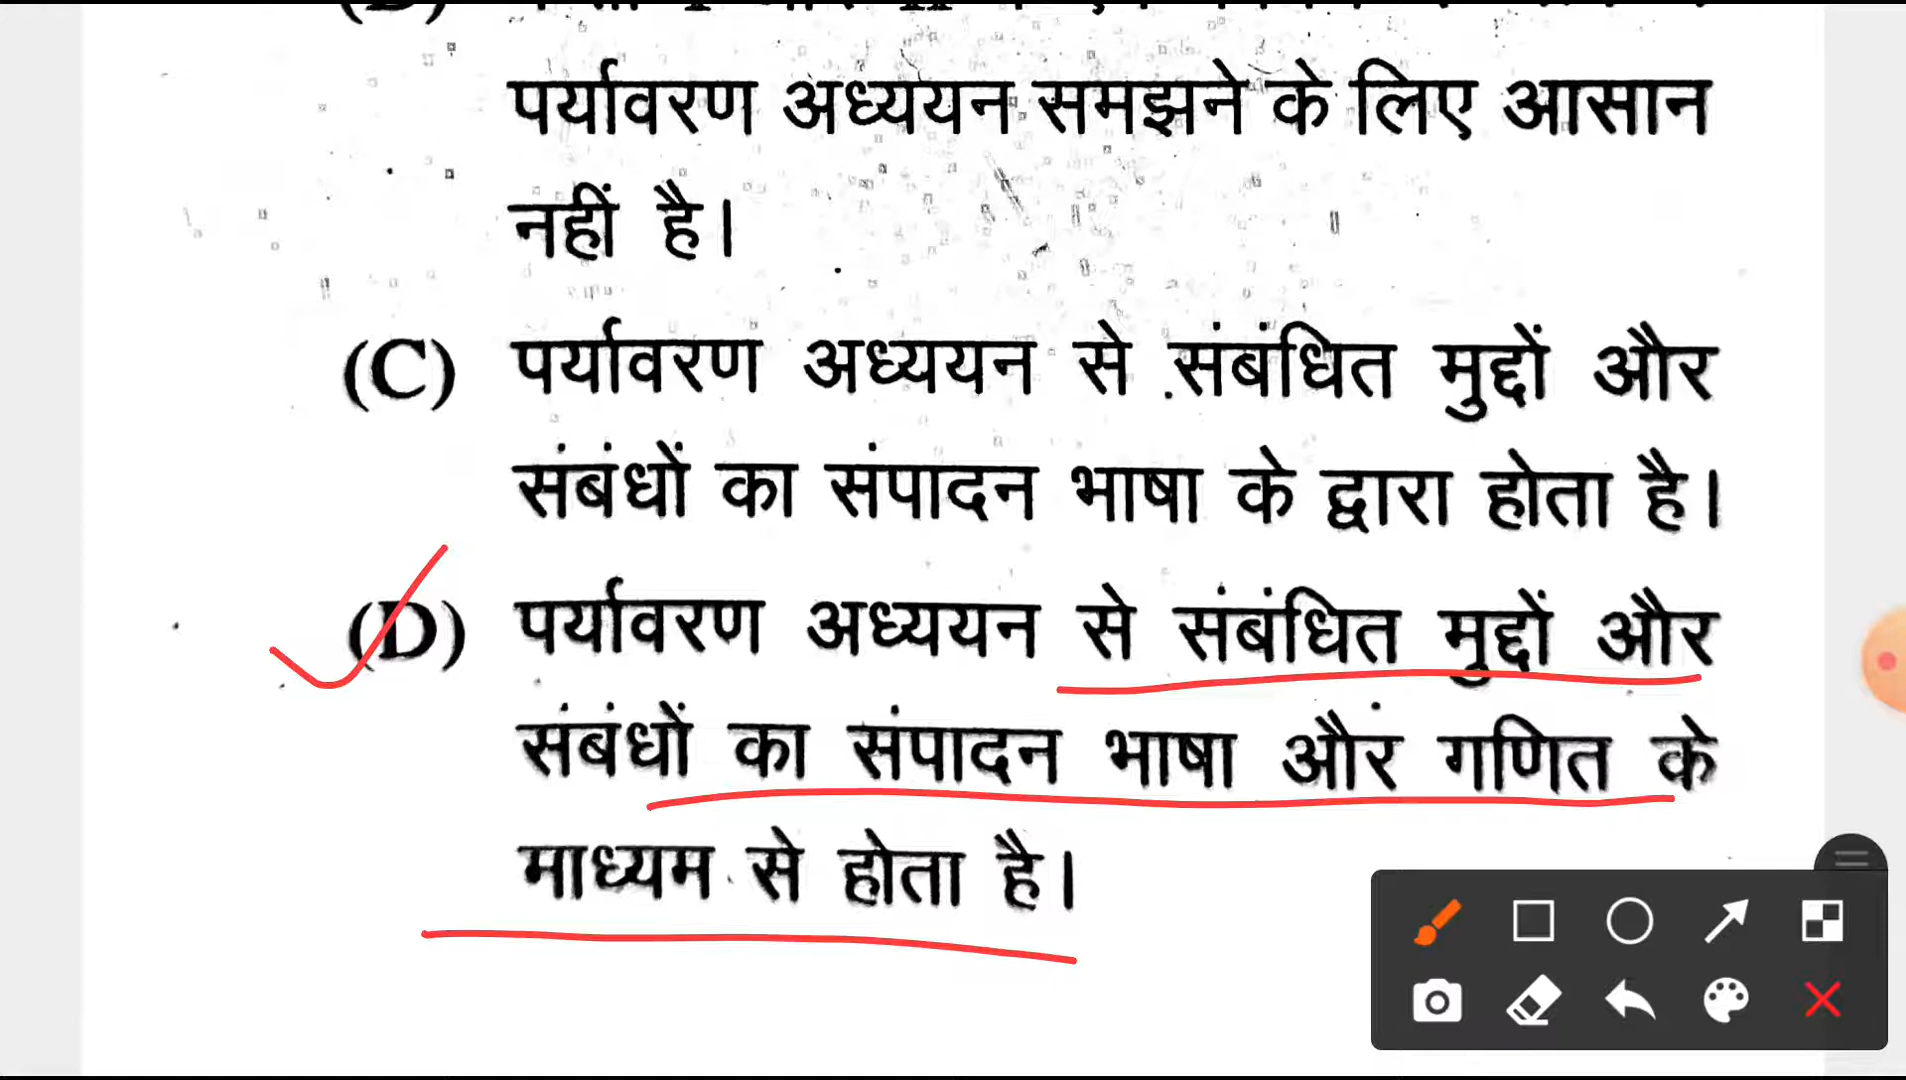 पर्यावरण अध्ययन समझने के लिए आसान
नहीं है।
(C) पर्यावरण अध्ययन से संबंधित मुद्दों और
संबंधों का संपादन भाषा के द्वारा होता है।
(D) पर्यावरण अध्ययन से संबंधित मुद्दों और
संबंधों का संपादन भाषा और गणित के
माध्यम से होता है।